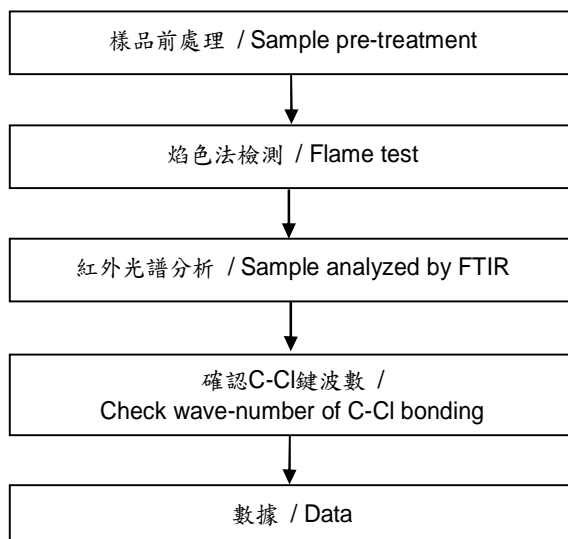 樣品前處理 / Sample pre-treatment
焰色法檢測 / Flame test
紅外光譜分析 / Sample analyzed by FTIR
確認C-Cl鍵波數 /
Check wave-number of C-Cl bonding
數據 / Data